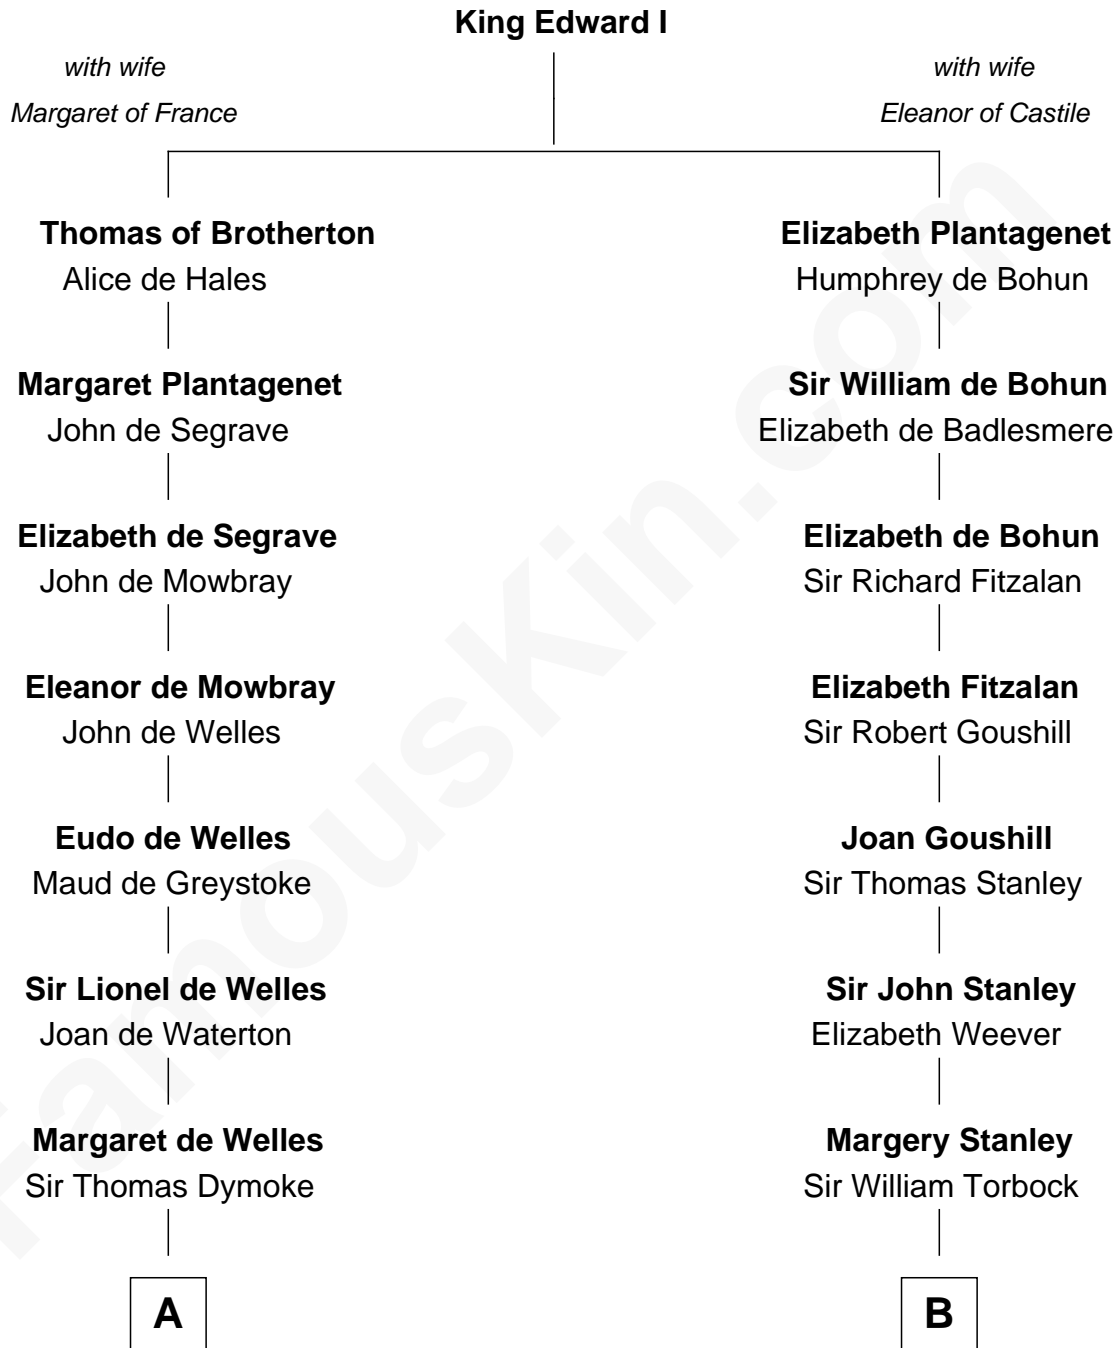 King Edward I
with wife
Margaret of France
with wife
Eleanor of Castile
Thomas of Brotherton
Alice de Hales
Margaret Plantagenet
John de Segrave
Elizabeth de Segrave
John de Mowbray
Eleanor de Mowbray
John de Welles
Eudo de Welles
Maud de Greystoke
Sir Lionel de Welles
Joan de Waterton
Margaret de Welles
Sir Thomas Dymoke
A
Elizabeth Plantagenet
Humphrey de Bohun
Sir William de Bohun
Elizabeth de Badlesmere
Elizabeth de Bohun
Sir Richard Fitzalan
Elizabeth Fitzalan
Sir Robert Goushill
Joan Goushill
Sir Thomas Stanley
Sir John Stanley
Elizabeth Weever
Margery Stanley
Sir William Torbock
B
FamousKin.com